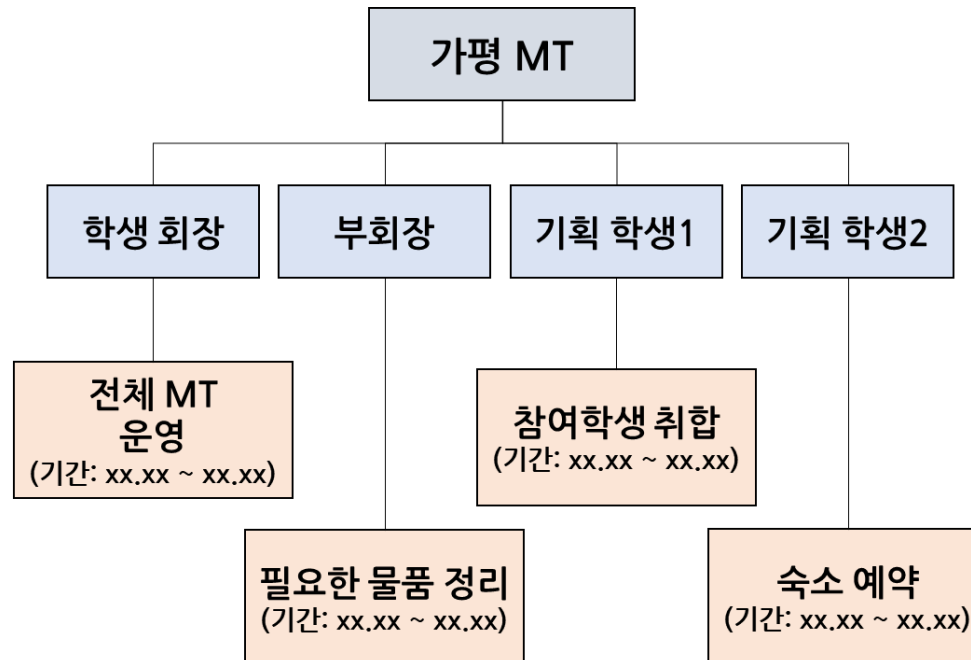 가평 MT
학생 회장
부회장
기획 학생1
기획 학생2
전체 MT
운영
(기간: xx.xx ~ xx.xx)
참여학생 취합
(기간: xx.xx ~ xx.xx)
필요한 물품 정리
(기간: xx.xx ~ xx.xx)
숙소 예약
(기간: xx.xx ~ xx.xx)